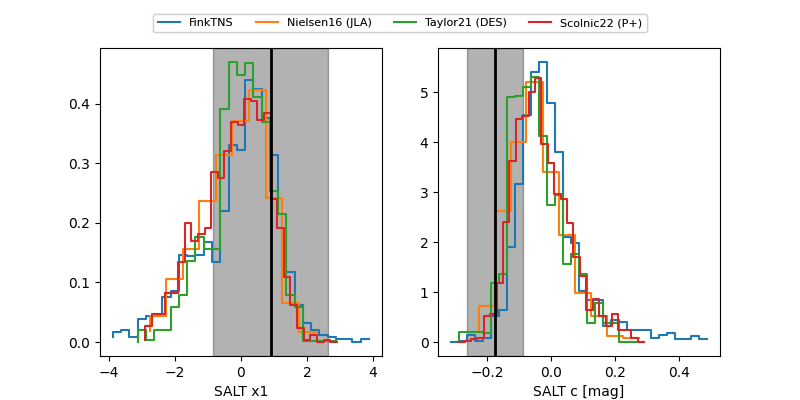 FinkTNS Nielsen16 (JLA) Taylor21 (DES) Scolnic22 (P+)
0.4
0.3
0.2
0.1
0.0
−4 −2 0 2 4
SALT x1
5
4
3
2
1
0
−0.2 0.0 0.2 0.4
SALT c [mag]